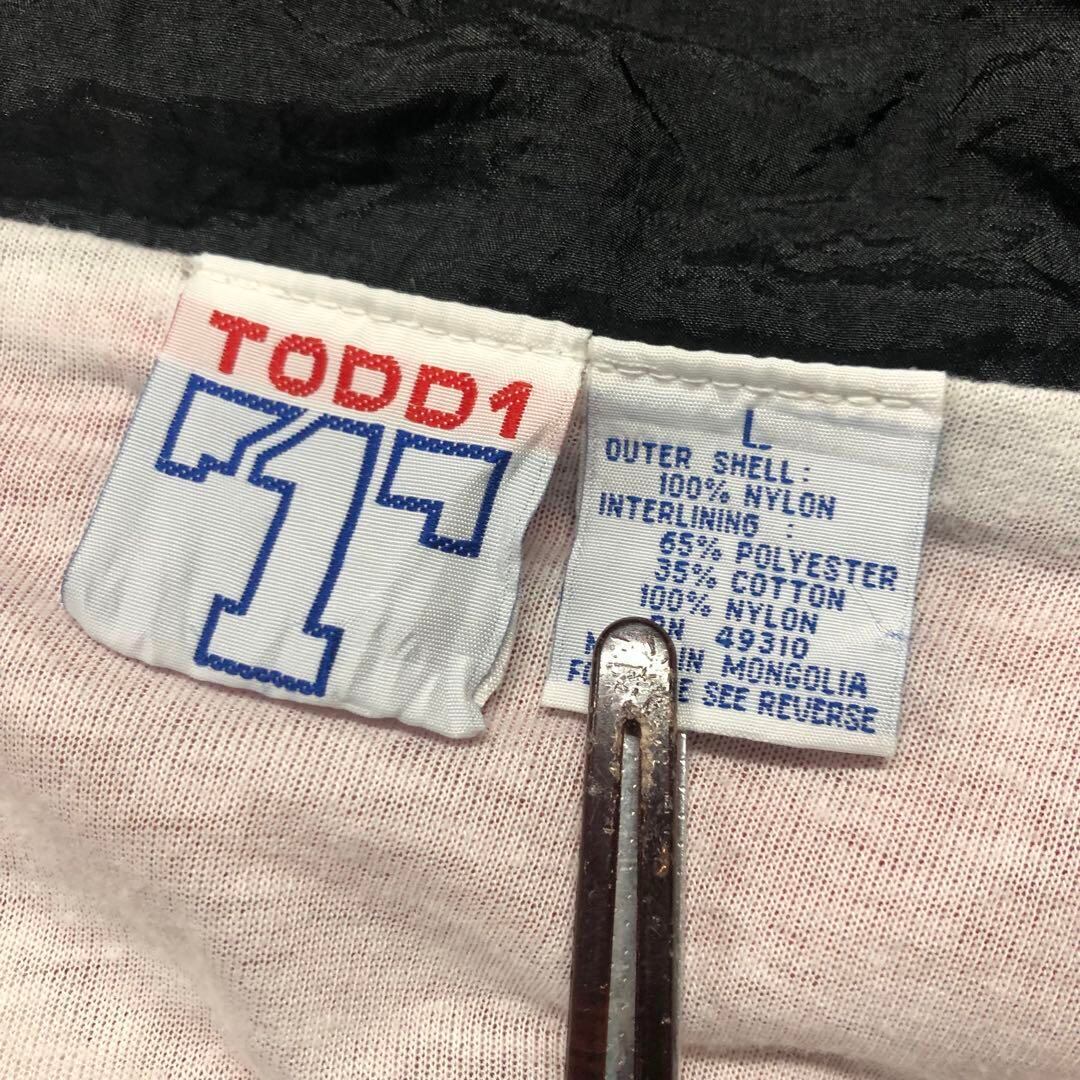 TODD1
L
OUTER SHELL:
100% NYLON
INTERLINING :
65% POLYESTER
35% COTTON
100% NYLON
49310
IN MONGOLIA
SEE REVERSE